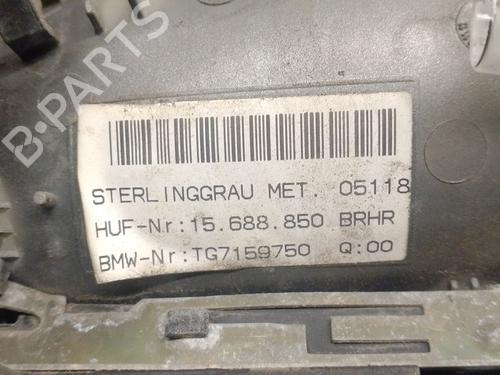 B-PARTS
STERLINGGRAU MET. 05118
HUF-Nr:15.688.850 BRHR
BMW-Nr:TG7159750 Q:00